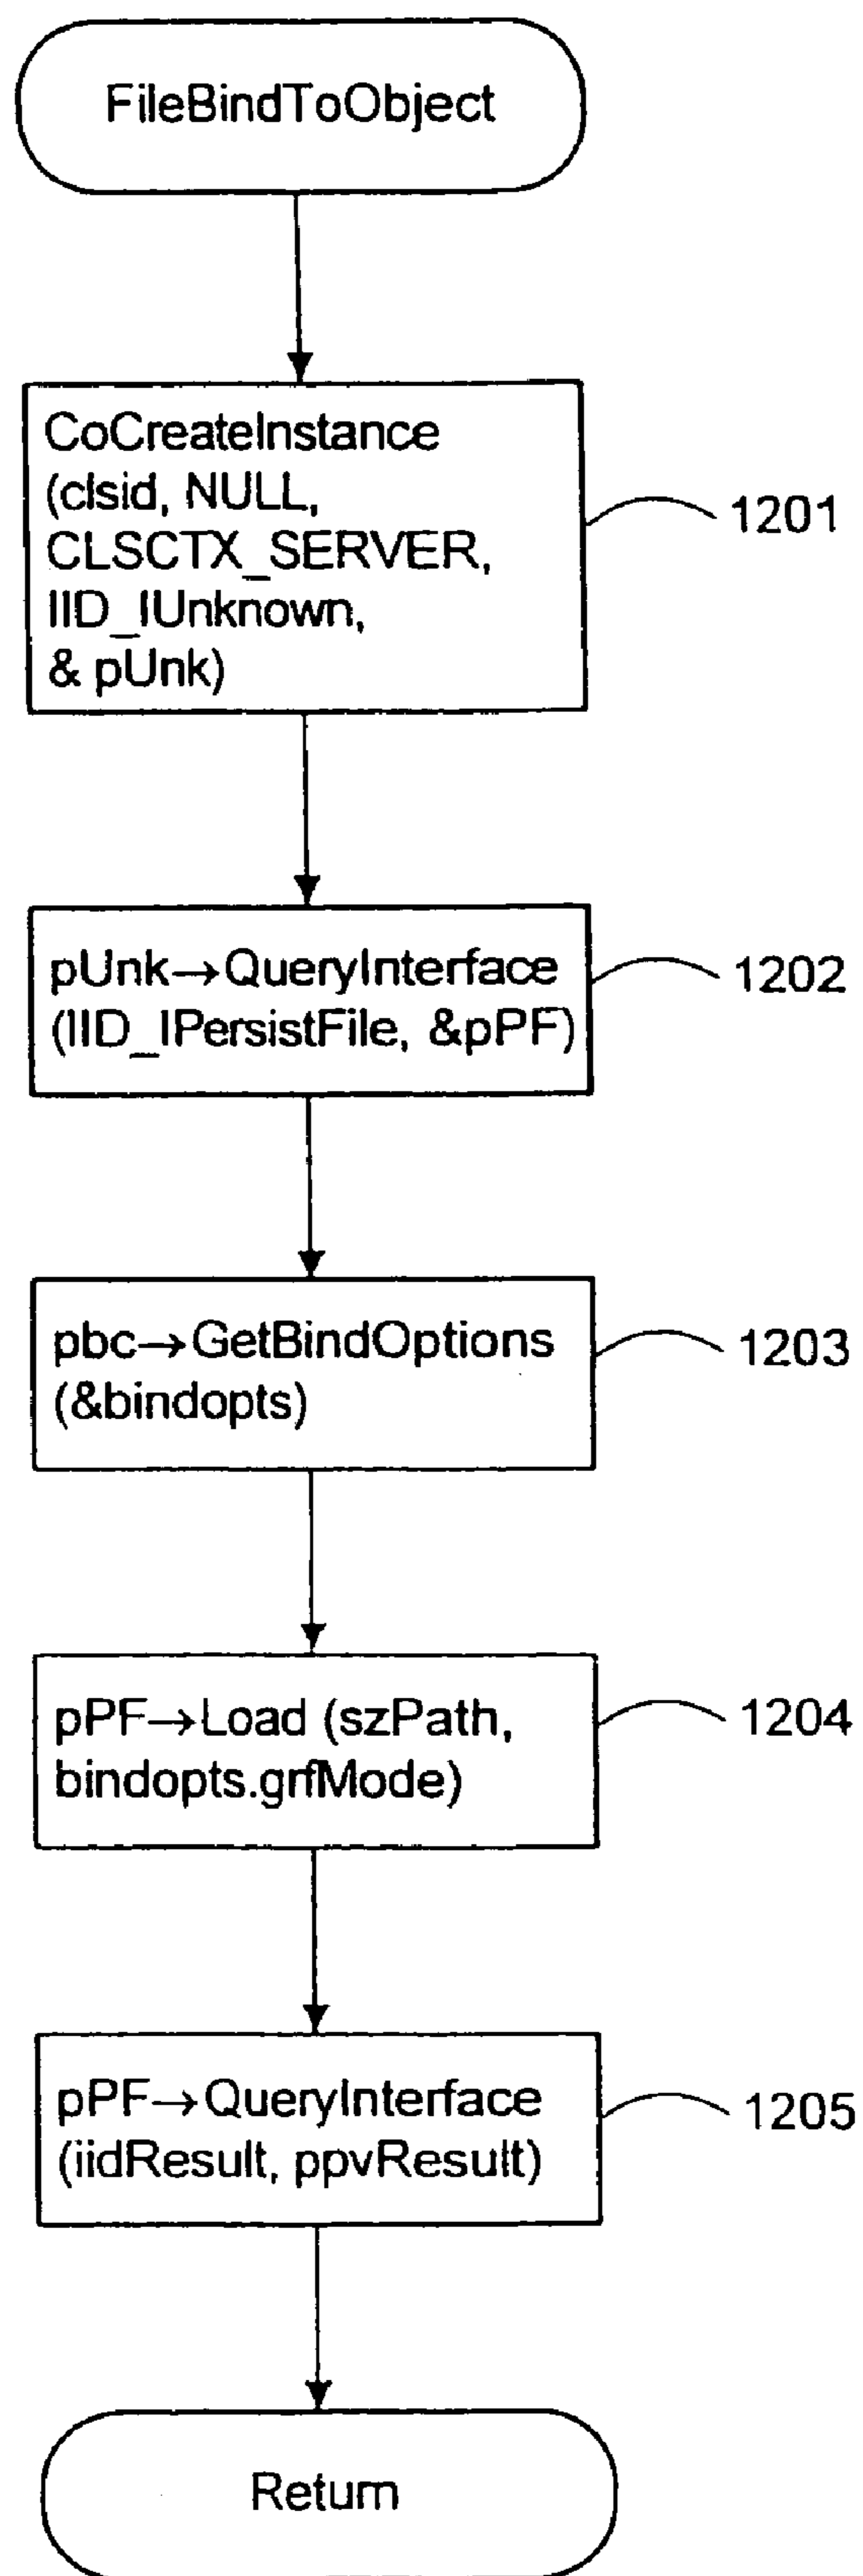 FileBindToObject
CoCreateInstance
(clsid, NULL,
CLSCTX_SERVER,
IID_IUnknown,
& pUnk)
1201
pUnk→QueryInterface
(IID_IPersistFile, &pPF)
1202
pbc→GetBindOptions
(&bindopts)
1203
pPF→Load (szPath,
bindopts.grfMode)
1204
pPF→QueryInterface
(iidResult, ppvResult)
1205
Return